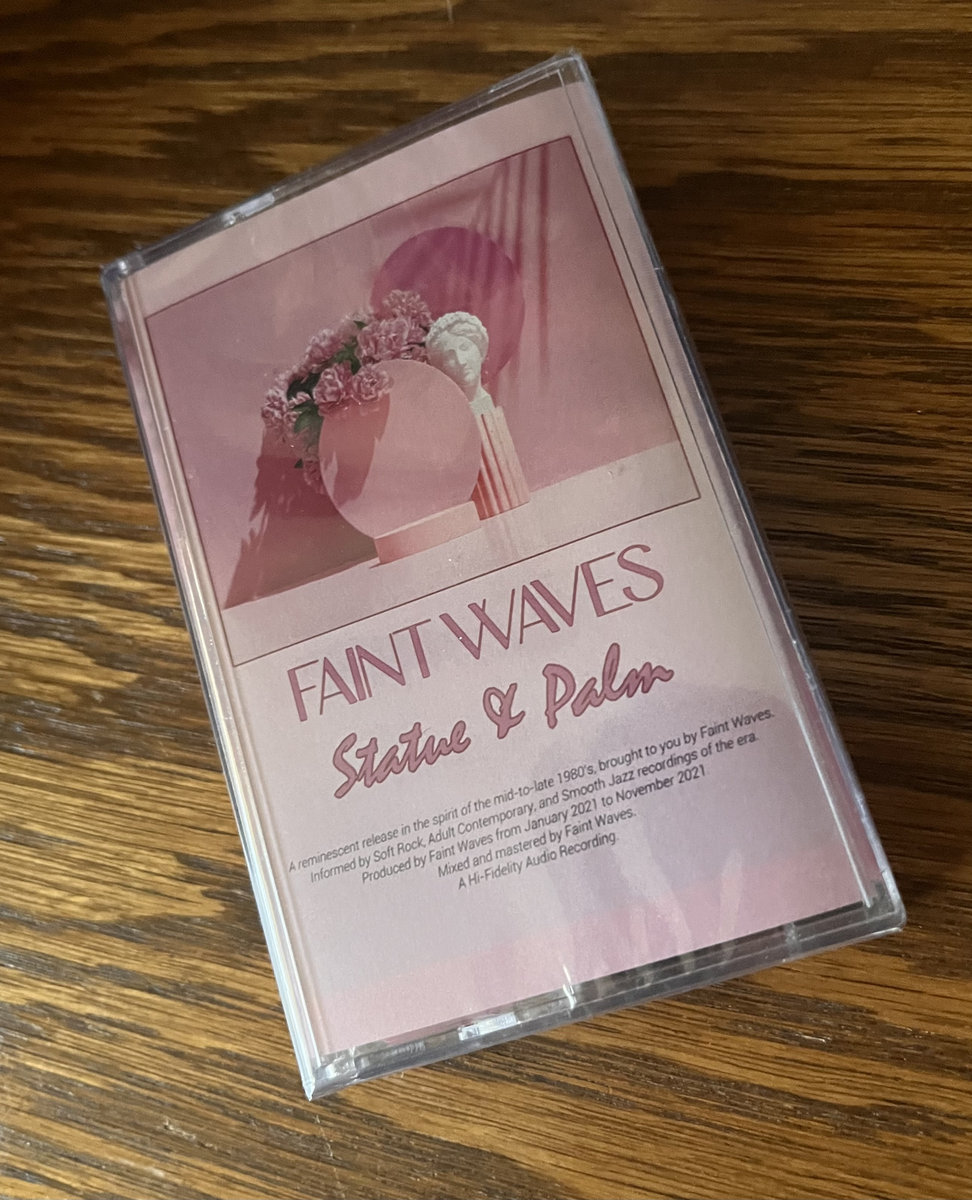 FAINT WAVES
Statue & Palm
A reminescent release in the spirit of the mid-to-late 1980's, brought to you by Faint Waves.
Informed by Soft Rock, Adult Contemporary, and Smooth Jazz recordings of the era.
Produced by Faint Waves from January 2021 to November 2021.
Mixed and mastered by Faint Waves.
A Hi-Fidelity Audio Recording.